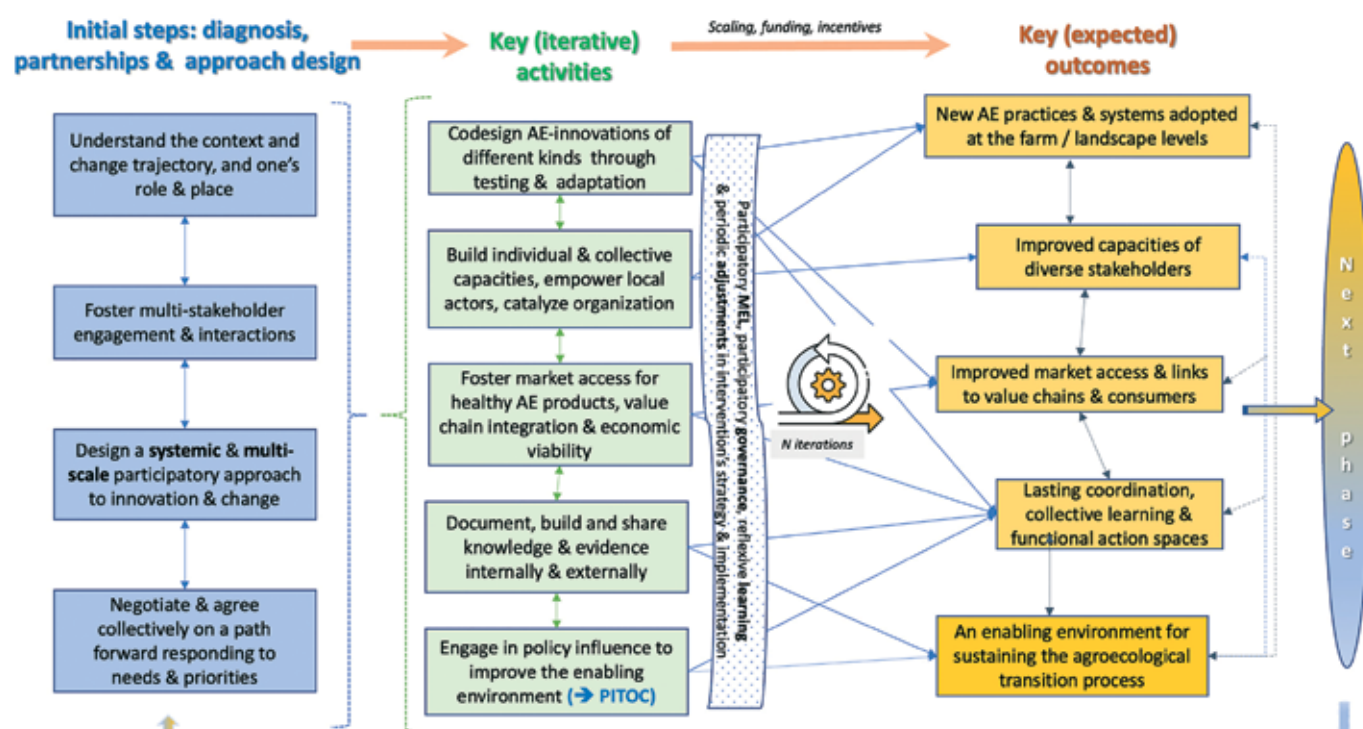 Initial steps: diagnosis,
partnerships & approach design
Key (iterative)
activities
Scaling, funding, incentives
Key (expected)
outcomes
Understand the context and
change trajectory, and one's
role & place
Foster multi-stakeholder
engagement & interactions
Design a systemic & multi-
scale participatory approach
to innovation & change
Negotiate & agree
collectively on a path
forward responding to
needs & priorities
Codesign AE-innovations of
different kinds through
testing & adaptation
Build individual & collective
capacities, empower local
actors, catalyze organization
Foster market access for
healthy AE products, value
chain integration & economic
viability
Document, build and share
knowledge & evidence
internally & externally
Engage in policy influence to
improve the enabling
environment (→ PITOC)
Participatory MEL, participatory governance, reflexive learning
& periodic adjustments in intervention's strategy & implementation
N iterations
New AE practices & systems adopted
at the farm / landscape levels
Improved capacities of
diverse stakeholders
Improved market access & links
to value chains & consumers
Lasting coordination,
collective learning &
functional action spaces
An enabling environment for
sustaining the agroecological
transition process
Next phase